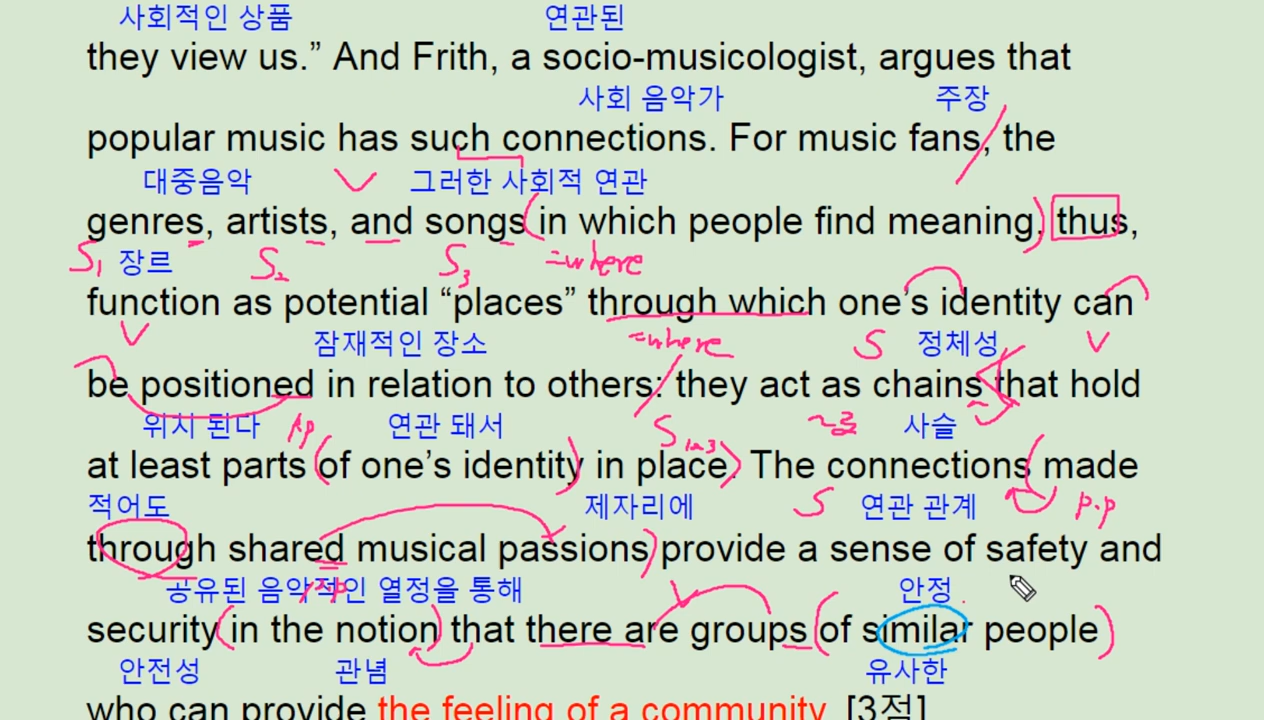 사회적인 상품 연관된
they view us.” And Frith, a socio-musicologist, argues that
사회 음악가 주장
popular music has such connections. For music fans, the
대중음악 V 그러한 사회적 연관
genres, artists, and songs (in which people find meaning), thus,
S1 장르 S2 S3 =where
function as potential “places” through which one’s identity can
V 잠재적인 장소 =where S 정체성 V
be positioned in relation to others: they act as chains that hold
위치 된다 p.p 연관 돼서 S1~3 ~로 사슬
at least parts (of one’s identity) in place. The connections made
적어도 제자리에 S 연관 관계 p.p
through shared musical passions) provide a sense of safety and
공유된 음악적인 열정을 통해 V 안정
security (in the notion) that there are groups (of similar people)
안전성 관념 유사한
who can provide the feeling of a community. [3점]